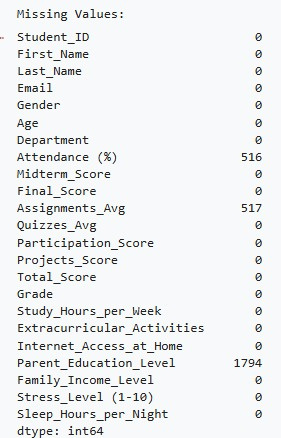 Missing Values:
Student_ID 0
First_Name 0
Last_Name 0
Email 0
Gender 0
Age 0
Department 0
Attendance (%) 516
Midterm_Score 0
Final_Score 0
Assignments_Avg 517
Quizzes_Avg 0
Participation_Score 0
Projects_Score 0
Total_Score 0
Grade 0
Study_Hours_per_Week 0
Extracurricular_Activities 0
Internet_Access_at_Home 0
Parent_Education_Level 1794
Family_Income_Level 0
Stress_Level (1-10) 0
Sleep_Hours_per_Night 0
dtype: int64